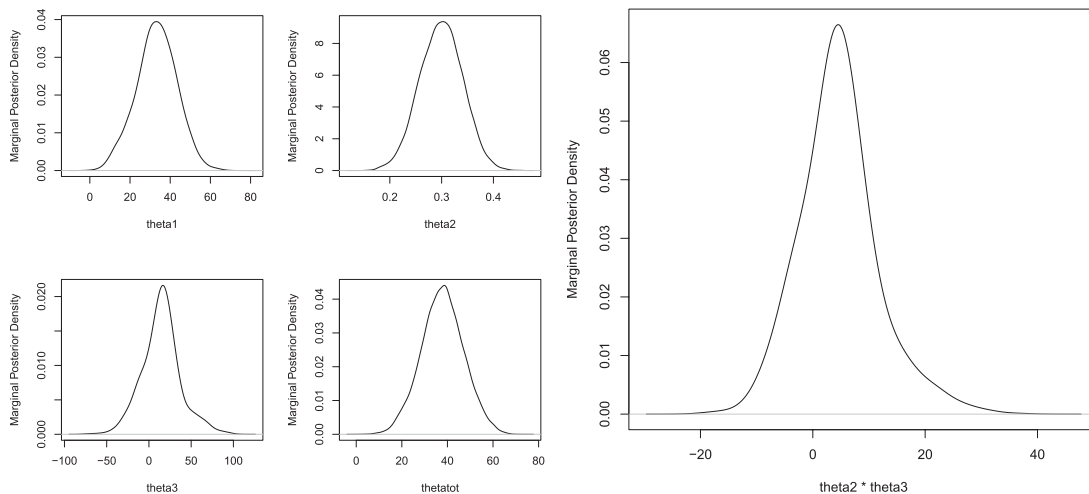 Marginal Posterior Density
0.00 0.01 0.02 0.03 0.04
0 20 40 60 80
theta1
Marginal Posterior Density
0 2 4 6 8
0.2 0.3 0.4
theta2
Marginal Posterior Density
0.000 0.010 0.020
−100 −50 0 50 100
theta3
Marginal Posterior Density
0.00 0.01 0.02 0.03 0.04
0 20 40 60 80
thetatot
Marginal Posterior Density
0.00 0.01 0.02 0.03 0.04 0.05 0.06
−20 0 20 40
theta2 * theta3